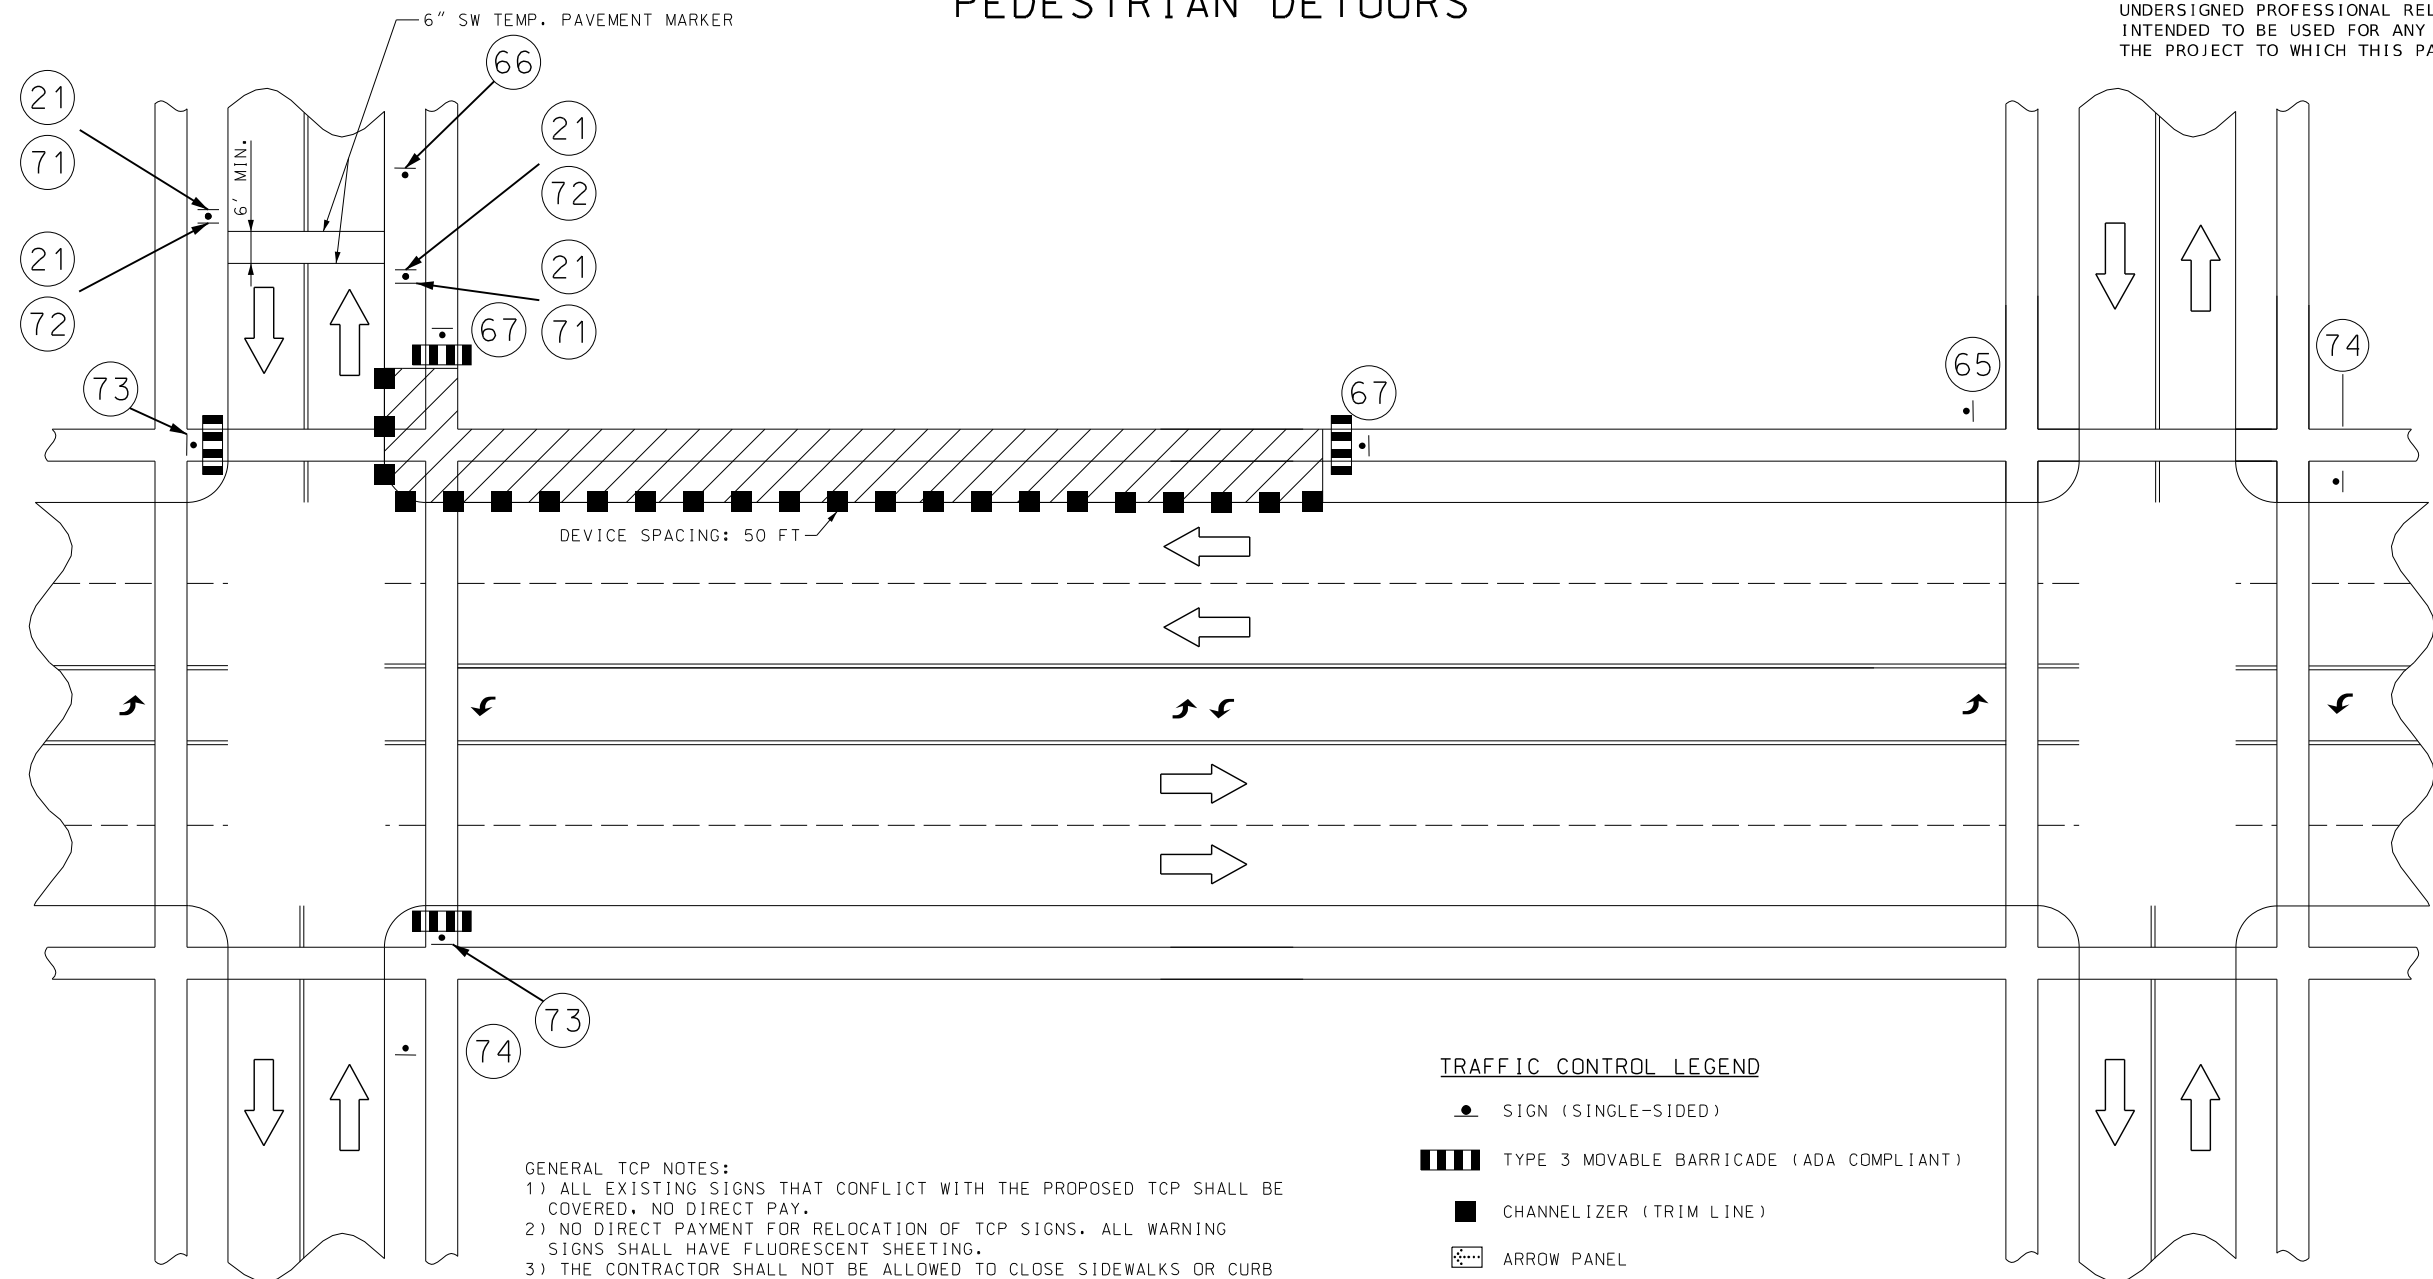 PEDESTRIAN DETOURS
UNDERSIGNED PROFESSIONAL REL
INTENDED TO BE USED FOR ANY
THE PROJECT TO WHICH THIS PA
6" SW TEMP. PAVEMENT MARKER
66
21
71
21
72
6' MIN.
21
72
21
71
67
73
67
65
74
DEVICE SPACING: 50 FT
73
74
TRAFFIC CONTROL LEGEND
SIGN (SINGLE-SIDED)
TYPE 3 MOVABLE BARRICADE (ADA COMPLIANT)
CHANNELIZER (TRIM LINE)
ARROW PANEL
GENERAL TCP NOTES:
1) ALL EXISTING SIGNS THAT CONFLICT WITH THE PROPOSED TCP SHALL BE
COVERED, NO DIRECT PAY.
2) NO DIRECT PAYMENT FOR RELOCATION OF TCP SIGNS. ALL WARNING
SIGNS SHALL HAVE FLUORESCENT SHEETING.
3) THE CONTRACTOR SHALL NOT BE ALLOWED TO CLOSE SIDEWALKS OR CURB